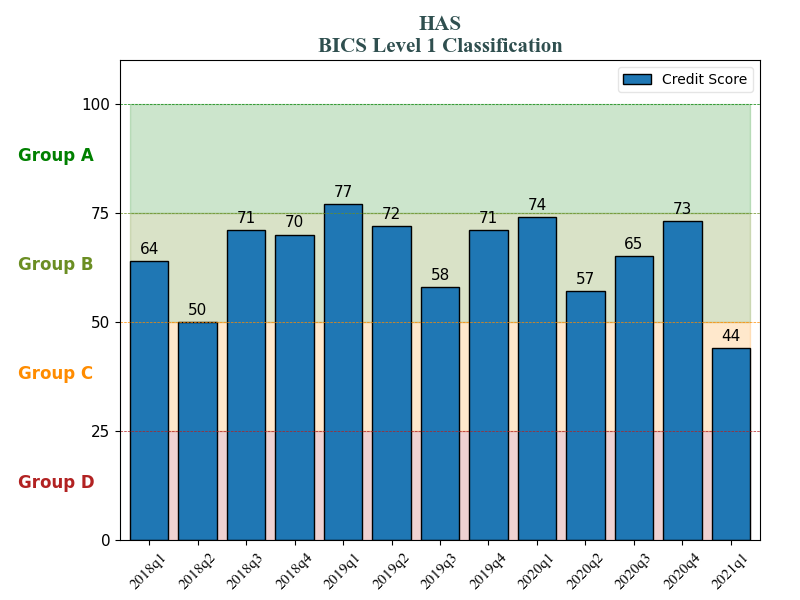 HAS
BICS Level 1 Classification
Credit Score
100
Group A
77
74
73
72
71
71
70
75
65
64
Group B
58
57
50
50
44
Group C
25
Group D
0
2018q1
2018q2
2018q3
2018q4
2019q1
2019q2
2019q3
2019q4
2020q1
2020q2
2020q3
2020q4
2021q1